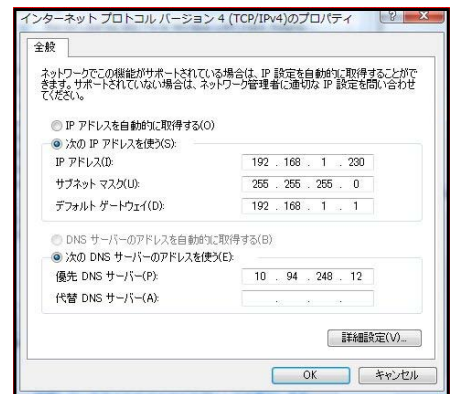 インターネット プロトコル バージョン 4 (TCP/IPv4)のプロパティ
全般
ネットワークでこの機能がサポートされている場合は、IP 設定を自動的に取得することがで
きます。サポートされていない場合は、ネットワーク管理者に適切な IP 設定を問い合わせ
てください。
IP アドレスを自動的に取得する(O)
次の IP アドレスを使う(S):
IP アドレス(I): 192 . 168 . 1 . 230
サブネット マスク(U): 255 . 255 . 255 . 0
デフォルト ゲートウェイ(D): 192 . 168 . 1 . 1
DNS サーバーのアドレスを自動的に取得する(B)
次の DNS サーバーのアドレスを使う(E):
優先 DNS サーバー(P): 10 . 94 . 248 . 12
代替 DNS サーバー(A): . . .
詳細設定(V)...
OK キャンセル